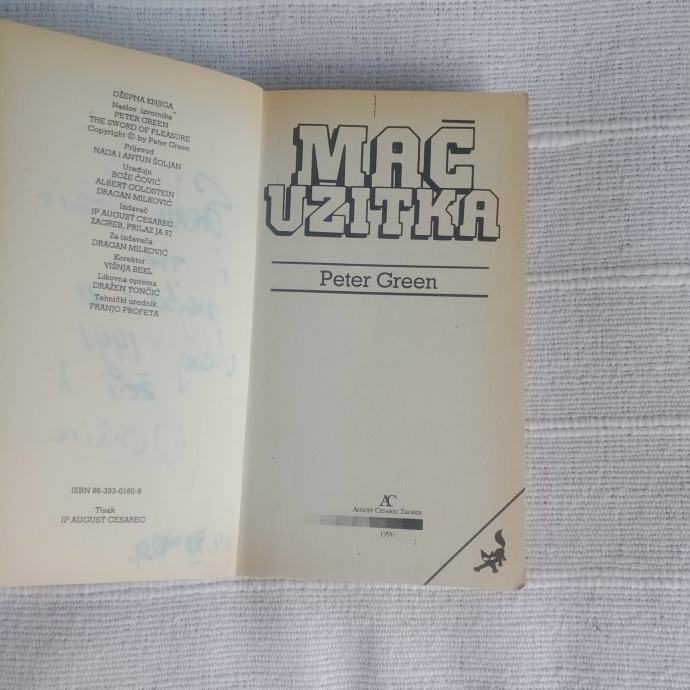 DŽEPNA KNJIGA
Naslov izvornika
PETER GREEN
THE SWORD OF PLEASURE
Copyright © by Peter Green
Prijevod
NADA I ANTUN ŠOLJAN
Uređuju
BOŽE ČOVIĆ
ALBERT GOLDSTEIN
DRAGAN MILKOVIĆ
Izdavač
IP AUGUST CESAREC
ZAGREB, PRILAZ JA 57
Za izdavača
DRAGAN MILKOVIĆ
Korektor
VIŠNJA BEKL
Likovna oprema
DRAŽEN TONČIĆ
Tehnički urednik
FRANJO PROFETA
ISBN 86-393-0180-8
Tisak
IP AUGUST CESAREC
MAČ
UŽITKA
Peter Green
AC
AUGUST CESAREC ZAGREB
1990